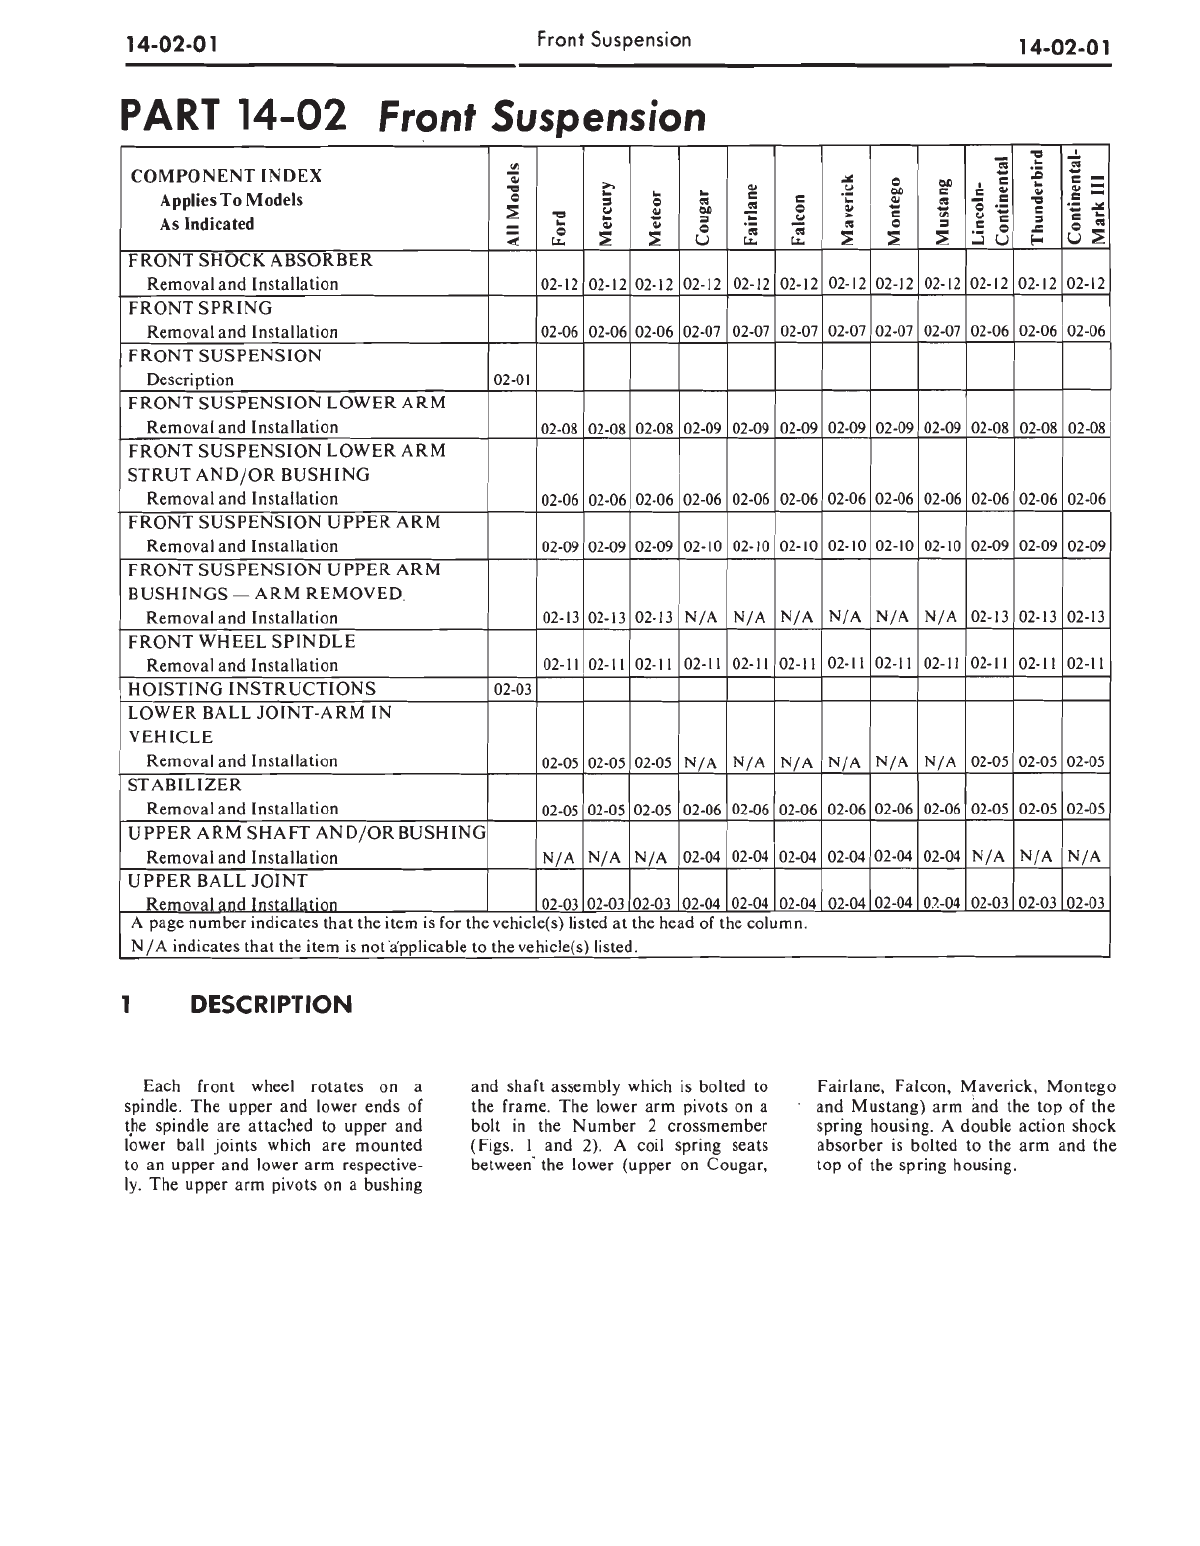 14-02-01 Front Suspension 14-02-01
PART 14-02 Front Suspension
COMPONENT INDEX
Applies To Models
As Indicated
All Models
Ford
Mercury
Meteor
Cougar
Fairlane
Falcon
Maverick
Montego
Mustang
Lincoln-
Continental
Thunderbird
Continental-
Mark III
FRONT SHOCK ABSORBER
Removal and Installation 02-12 02-12 02-12 02-12 02-12 02-12 02-12 02-12 02-12 02-12 02-12 02-12
FRONT SPRING
Removal and Installation 02-06 02-06 02-06 02-07 02-07 02-07 02-07 02-07 02-07 02-06 02-06 02-06
FRONT SUSPENSION
Description 02-01
FRONT SUSPENSION LOWER ARM
Removal and Installation 02-08 02-08 02-08 02-09 02-09 02-09 02-09 02-09 02-09 02-08 02-08 02-08
FRONT SUSPENSION LOWER ARM
STRUT AND/OR BUSHING
Removal and Installation 02-06 02-06 02-06 02-06 02-06 02-06 02-06 02-06 02-06 02-06 02-06 02-06
FRONT SUSPENSION UPPER ARM
Removal and Installation 02-09 02-09 02-09 02-10 02-10 02-10 02-10 02-10 02-10 02-09 02-09 02-09
FRONT SUSPENSION UPPER ARM
BUSHINGS — ARM REMOVED
Removal and Installation 02-13 02-13 02-13 N/A N/A N/A N/A N/A N/A 02-13 02-13 02-13
FRONT WHEEL SPINDLE
Removal and Installation 02-11 02-11 02-11 02-11 02-11 02-11 02-11 02-11 02-11 02-11 02-11 02-11
HOISTING INSTRUCTIONS 02-03
LOWER BALL JOINT-ARM IN
VEHICLE
Removal and Installation 02-05 02-05 02-05 N/A N/A N/A N/A N/A N/A 02-05 02-05 02-05
STABILIZER
Removal and Installation 02-05 02-05 02-05 02-06 02-06 02-06 02-06 02-06 02-06 02-05 02-05 02-05
UPPER ARM SHAFT AND/OR BUSHING
Removal and Installation N/A N/A N/A 02-04 02-04 02-04 02-04 02-04 02-04 N/A N/A N/A
UPPER BALL JOINT
Removal and Installation 02-03 02-03 02-03 02-04 02-04 02-04 02-04 02-04 02-04 02-03 02-03 02-03
A page number indicates that the item is for the vehicle(s) listed at the head of the column.
N/A indicates that the item is not applicable to the vehicle(s) listed.
1 DESCRIPTION
Each front wheel rotates on a
spindle. The upper and lower ends of
the spindle are attached to upper and
lower ball joints which are mounted
to an upper and lower arm respective-
ly. The upper arm pivots on a bushing
and shaft assembly which is bolted to
the frame. The lower arm pivots on a
bolt in the Number 2 crossmember
(Figs. 1 and 2). A coil spring seats
between the lower (upper on Cougar,
Fairlane, Falcon, Maverick, Montego
and Mustang) arm and the top of the
spring housing. A double action shock
absorber is bolted to the arm and the
top of the spring housing.